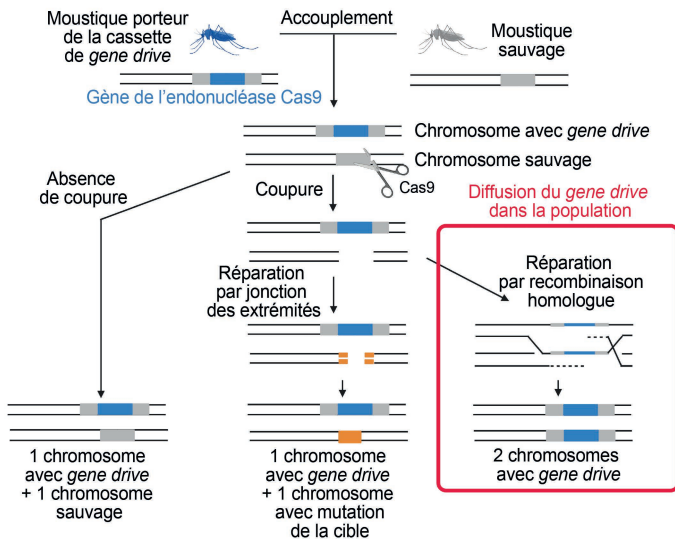 Moustique porteur
de la cassette
de gene drive
Accouplement
Moustique
sauvage
Gène de l'endonucléase Cas9
Chromosome avec gene drive
Chromosome sauvage
Cas9
Absence
de coupure
Coupure
Diffusion du gene drive
dans la population
Réparation
par jonction
des extrémités
Réparation
par recombinaison
homologue
1 chromosome
avec gene drive
+ 1 chromosome
sauvage
1 chromosome
avec gene drive
+ 1 chromosome
avec mutation
de la cible
2 chromosomes
avec gene drive